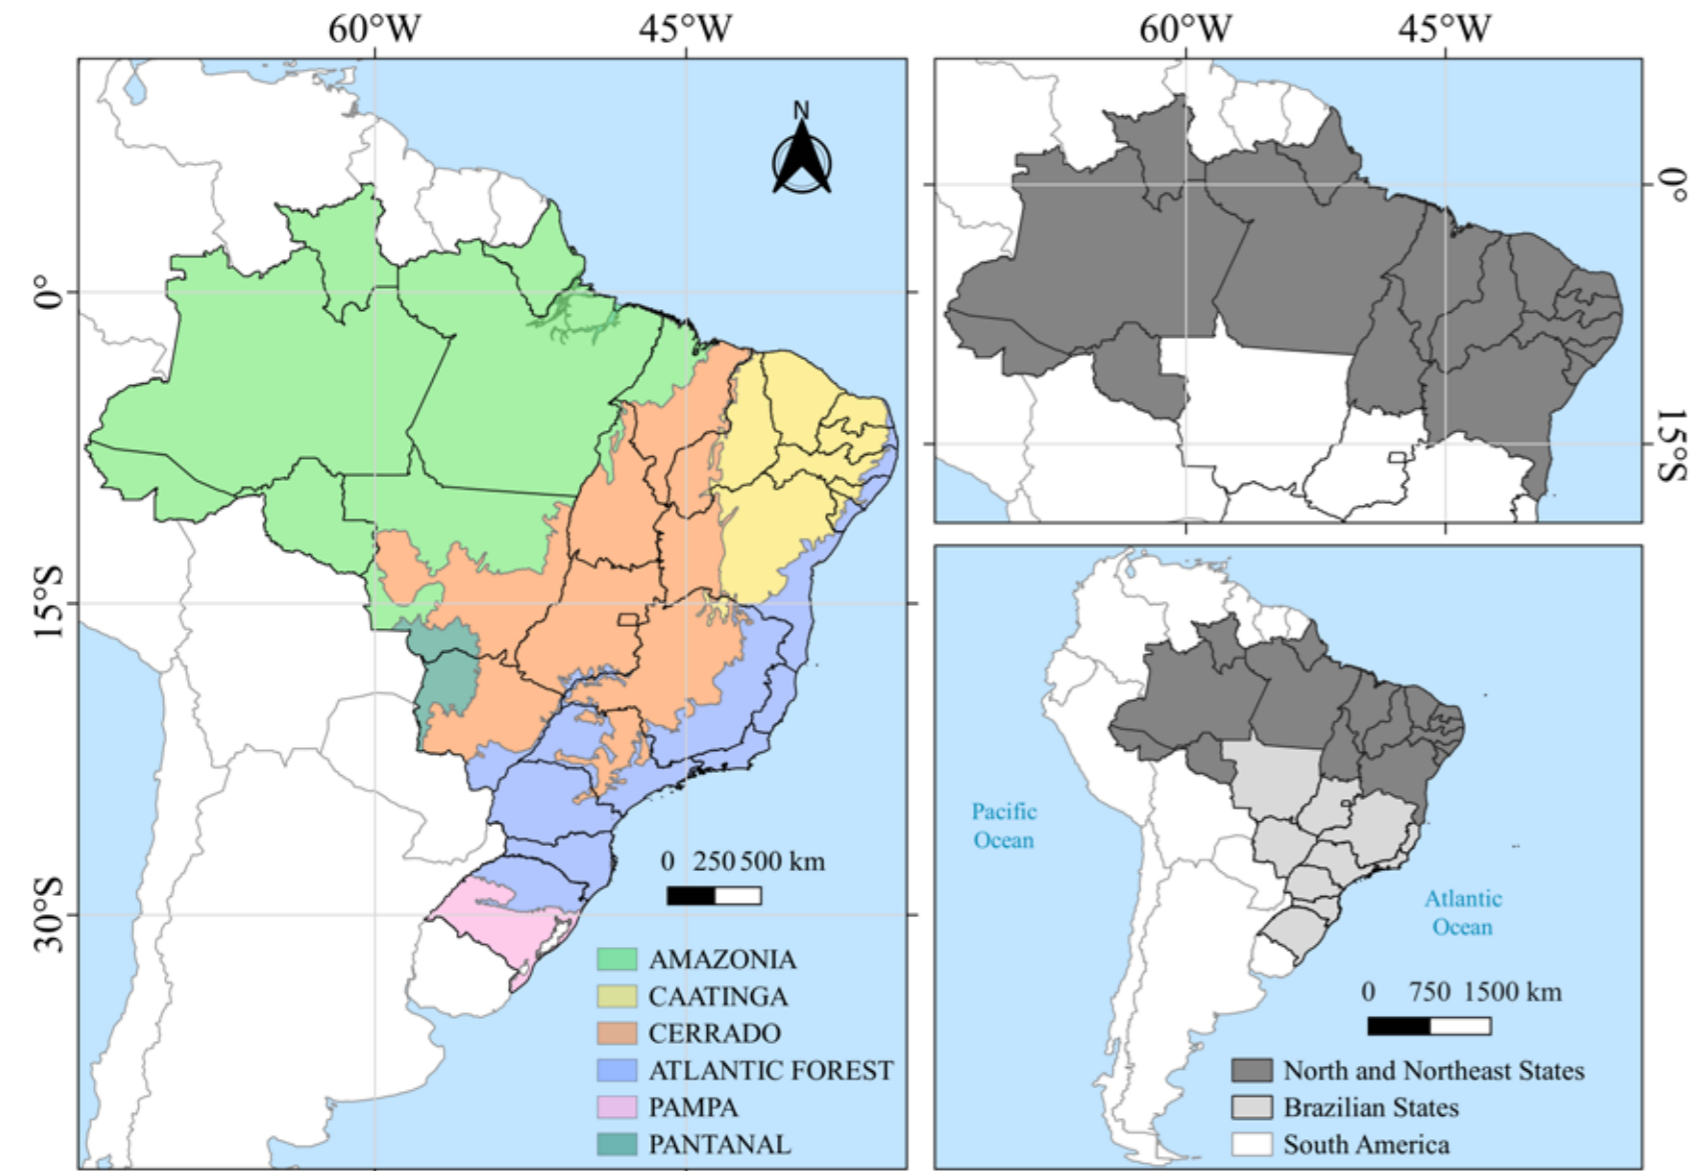 60°W 45°W
N
0°
15°S
30°S
0 250 500 km
AMAZONIA
CAATINGA
CERRADO
ATLANTIC FOREST
PAMPA
PANTANAL
60°W 45°W
0°
15°S
Pacific
Ocean
Atlantic
Ocean
0 750 1500 km
North and Northeast States
Brazilian States
South America